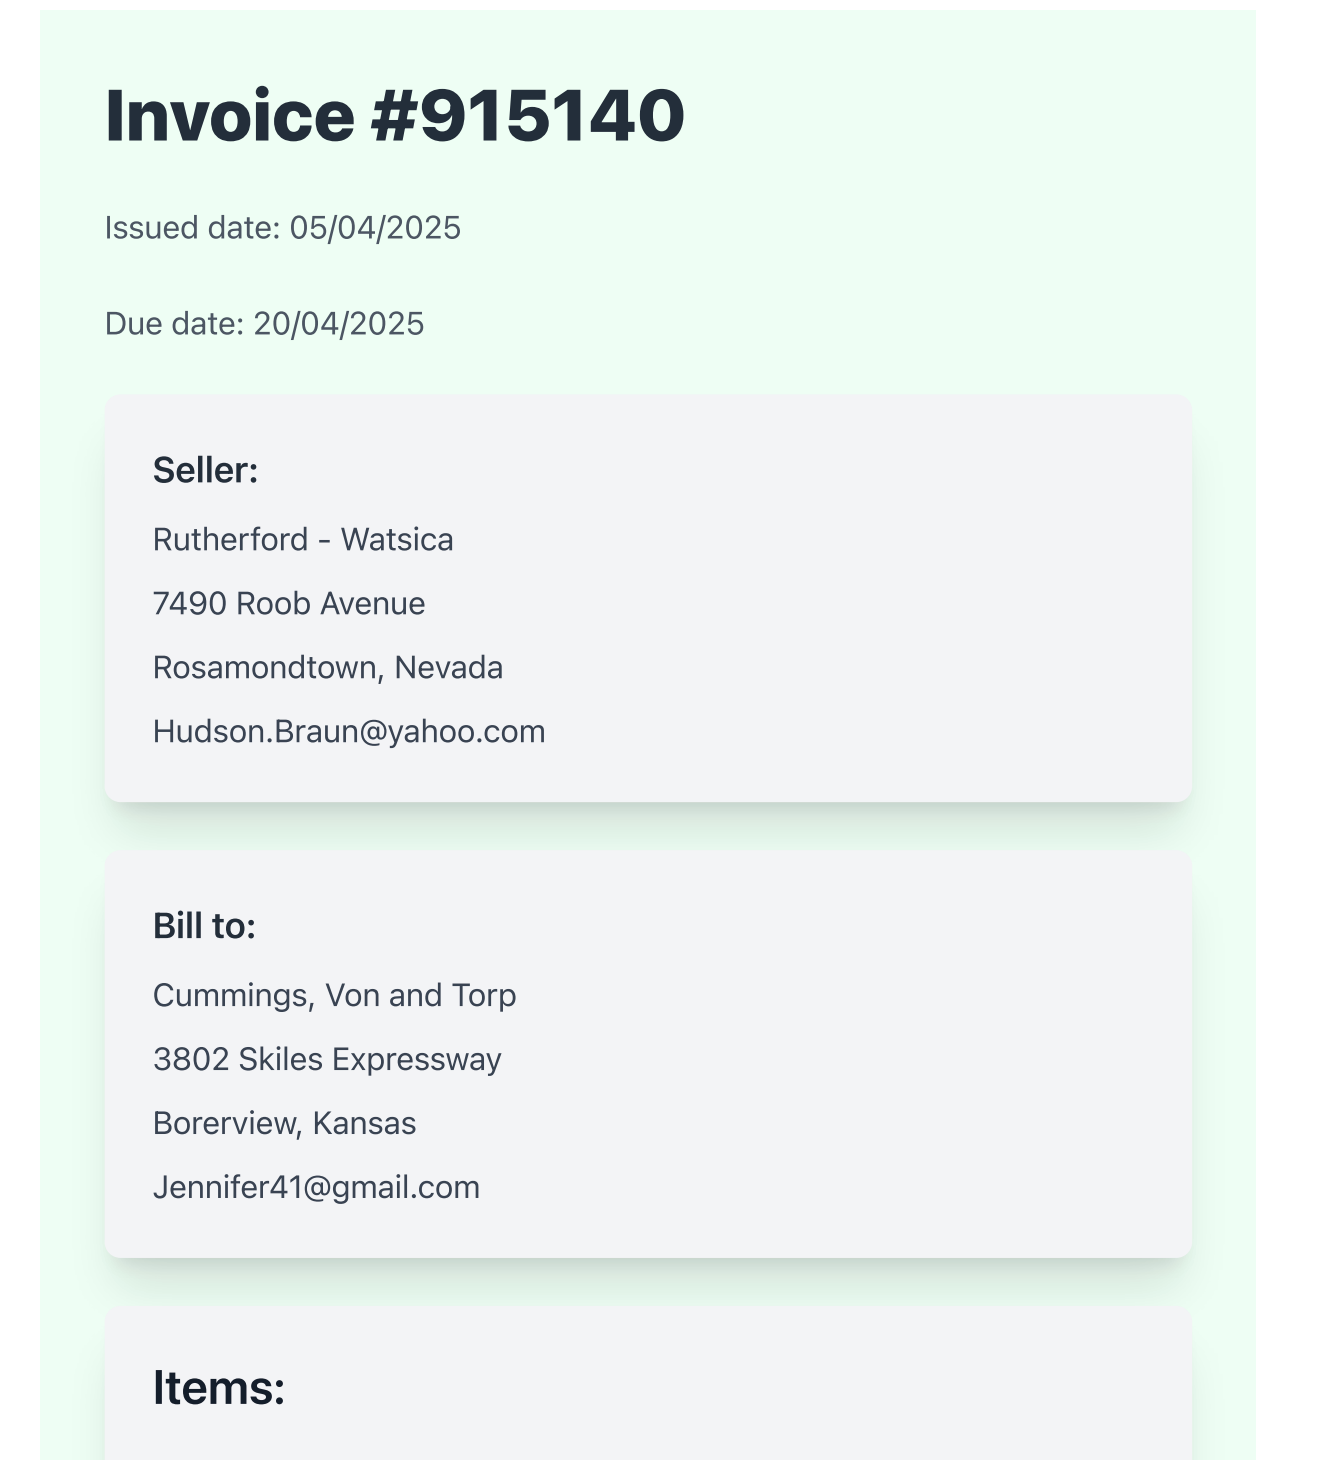 Invoice #915140
Issued date: 05/04/2025
Due date: 20/04/2025
Seller:
Rutherford - Watsica
7490 Roob Avenue
Rosamondtown, Nevada
Hudson.Braun@yahoo.com
Bill to:
Cummings, Von and Torp
3802 Skiles Expressway
Borerview, Kansas
Jennifer41@gmail.com
Items: